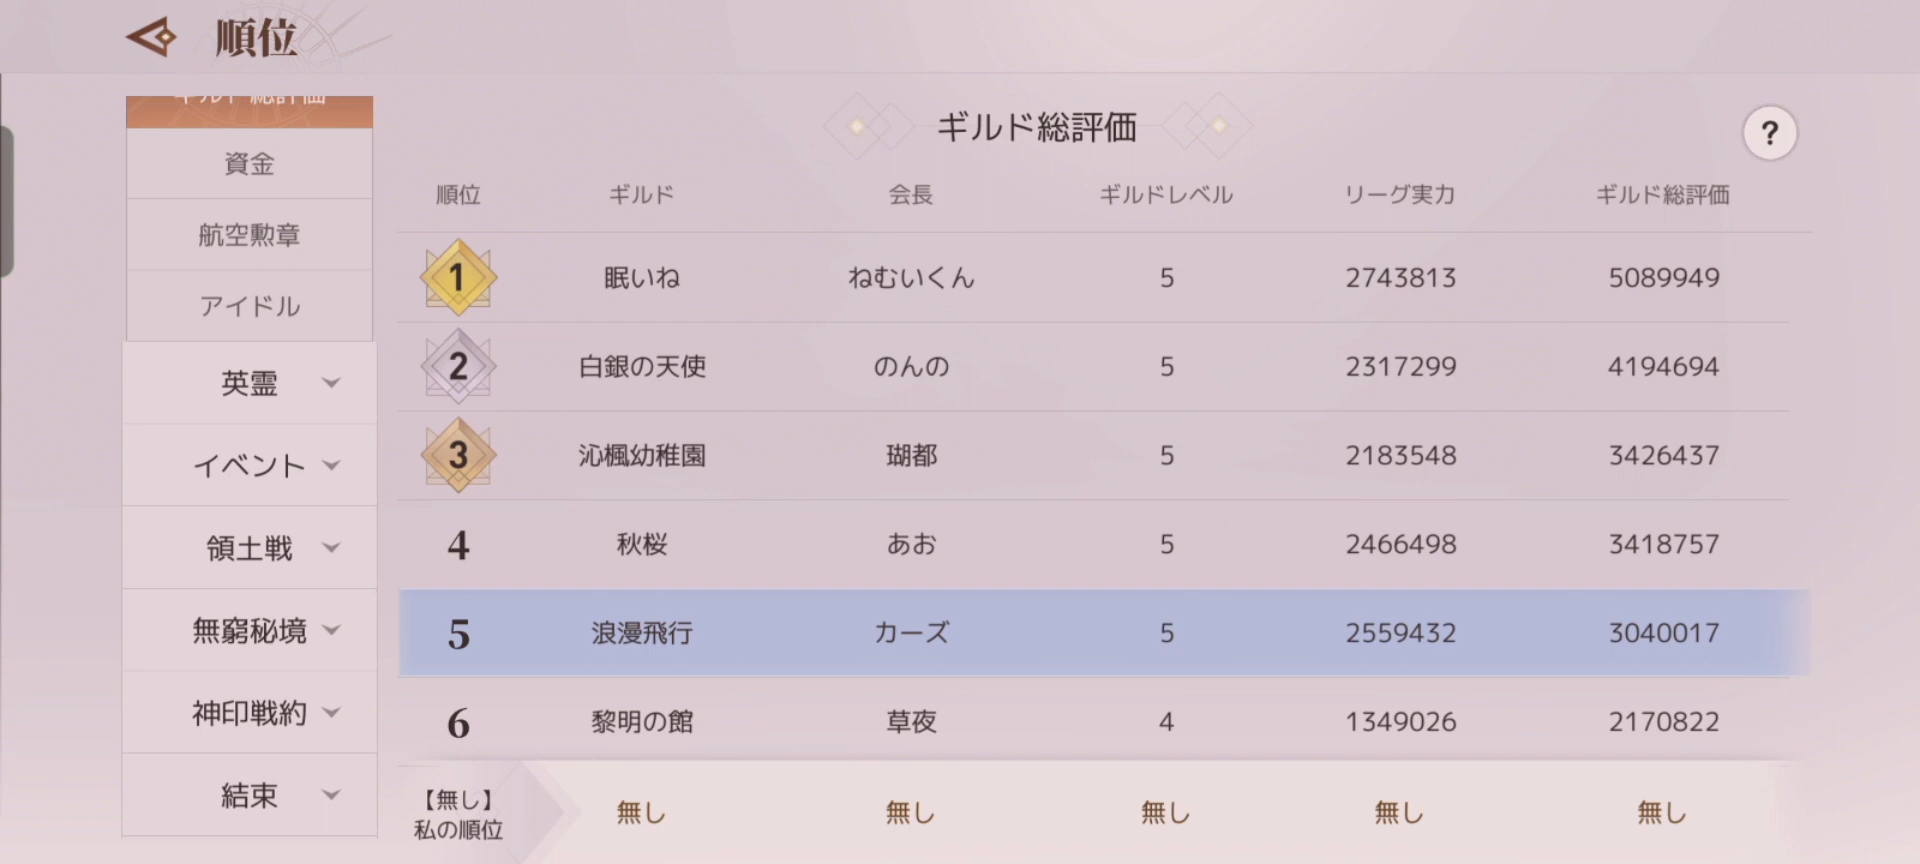 順位
ギルド総評価
資金
航空勲章
アイドル
英霊
イベント
領土戦
無窮秘境
神印戦約
結束
ギルド総評価
?
順位 ギルド 会長 ギルドレベル リーグ実力 ギルド総評価
1 眠いね ねむいくん 5 2743813 5089949
2 白銀の天使 のんの 5 2317299 4194694
3 沁楓幼稚園 瑚都 5 2183548 3426437
4 秋桜 あお 5 2466498 3418757
5 浪漫飛行 カーズ 5 2559432 3040017
6 黎明の館 草夜 4 1349026 2170822
【無し】
私の順位 無し 無し 無し 無し 無し